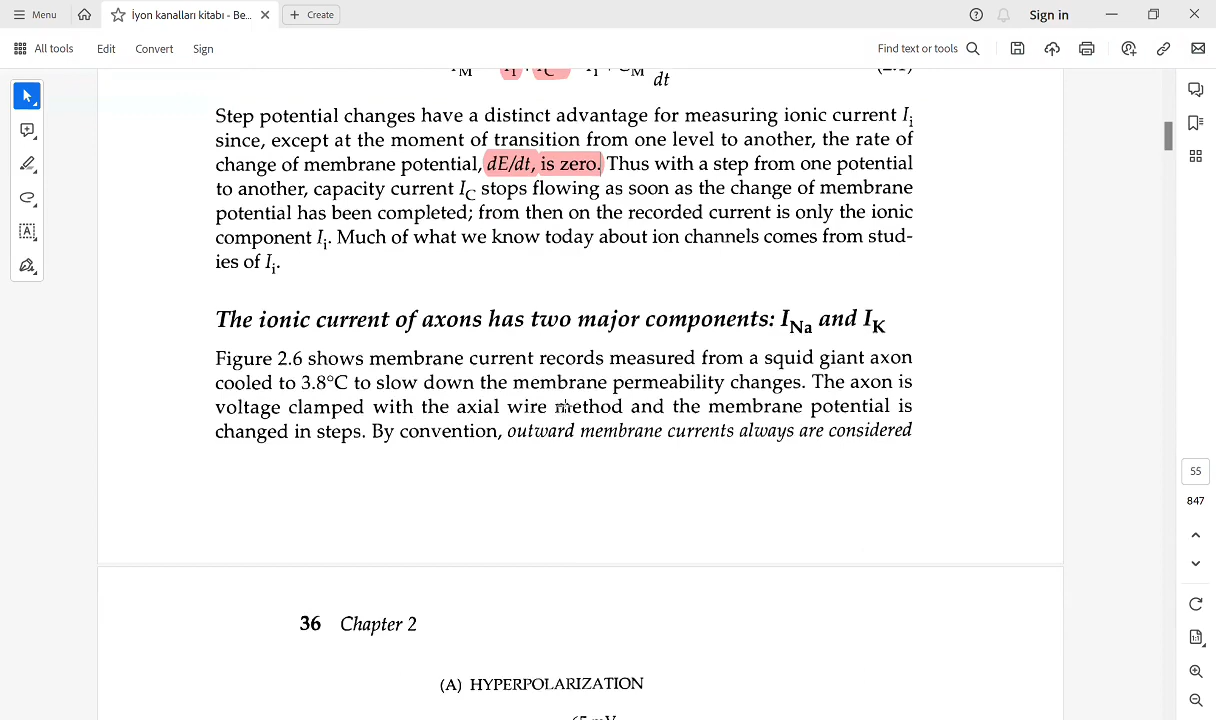 Menu
İyon kanalları kitabı - Be...
Create
Sign in
All tools
Edit
Convert
Sign
Find text or tools
dt
Step potential changes have a distinct advantage for measuring ionic current Ii
since, except at the moment of transition from one level to another, the rate of
change of membrane potential, dE/dt, is zero. Thus with a step from one potential
to another, capacity current IC stops flowing as soon as the change of membrane
potential has been completed; from then on the recorded current is only the ionic
component Ii. Much of what we know today about ion channels comes from stud-
ies of Ii.
The ionic current of axons has two major components: INa and IK
Figure 2.6 shows membrane current records measured from a squid giant axon
cooled to 3.8°C to slow down the membrane permeability changes. The axon is
voltage clamped with the axial wire method and the membrane potential is
changed in steps. By convention, outward membrane currents always are considered
55
847
1:1
36 Chapter 2
(A) HYPERPOLARIZATION